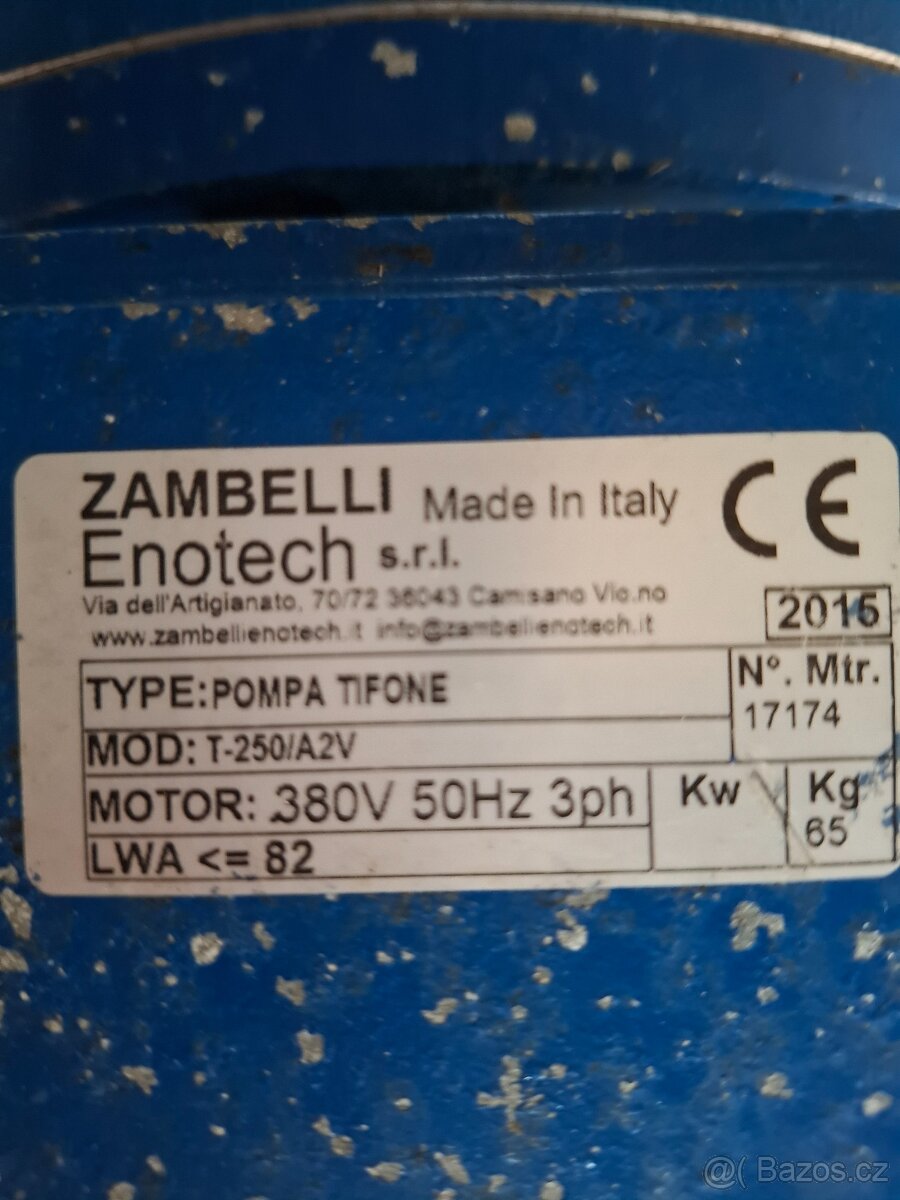 ZAMBELLI Made In Italy CE
Enotech s.r.l.
Via dell'Artigianato, 70/72 36043 Camisano Vic.no
www.zambellienotech.it info@zambellienotech.it
2015
TYPE: POMPA TIFONE
N°. Mtr.
17174
MOD: T-250/A2V
MOTOR: 380V 50Hz 3ph
Kw
Kg
65
LWA <= 82
@( Bazos.cz